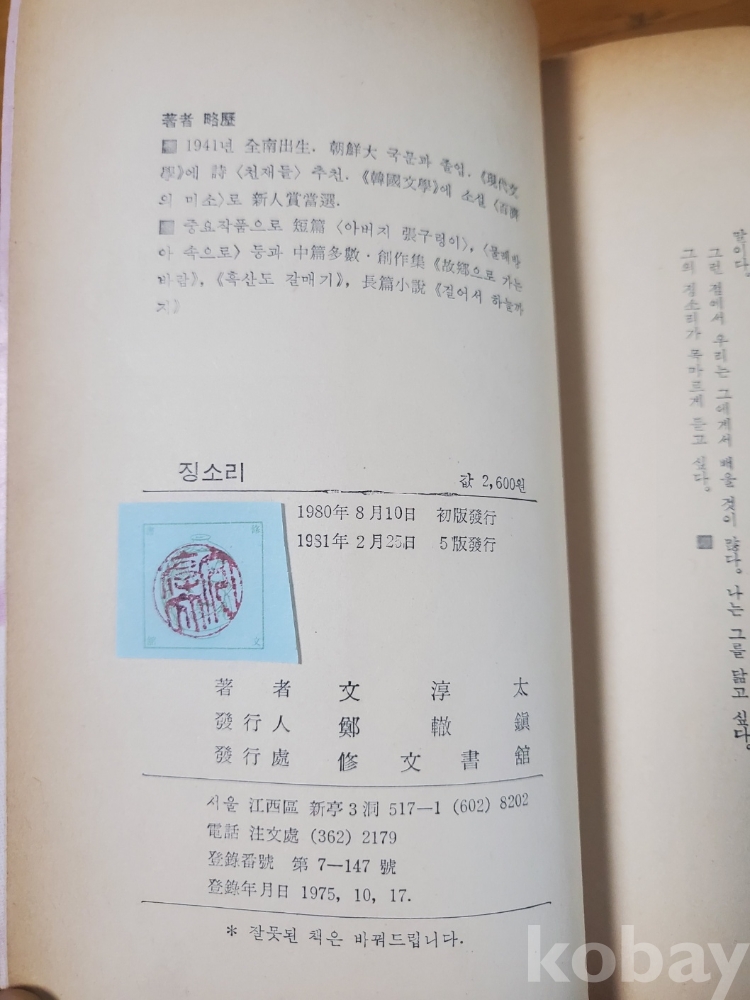 著者 略歷
■ 1941년 全南出生. 朝鮮大 국문과 졸업. 《現代文
學》에 詩 〈천재들〉 추천. 《韓國文學》에 소설 〈百濟
의 미소〉로 新人賞當選.
■ 중요작품으로 短篇 〈아버지 張구렁이〉, 〈물레방
아 속으로〉 등과 中篇多數·創作集 《故鄕으로 가는
바람》, 《흑산도 갈매기》, 長篇小說 《걸어서 하늘까
지》
징소리
값 2,600원
1980年 8月10日 初版發行
1981年 2月25日 5版發行
著者 文淳太
發行人 鄭轍鎭
發行處 修文書館
서울 江西區 新亭3洞 517—1 (602) 8202
電話 注文處 (362) 2179
登錄番號 第 7—147 號
登錄年月日 1975, 10, 17.
* 잘못된 책은 바꿔드립니다.
말이다.
그런 점에서 우리는 그에게서 배울 것이 많다. 나는 그를 닮고 싶다.
그의 징소리가 목마르게 듣고 싶다.
kobay